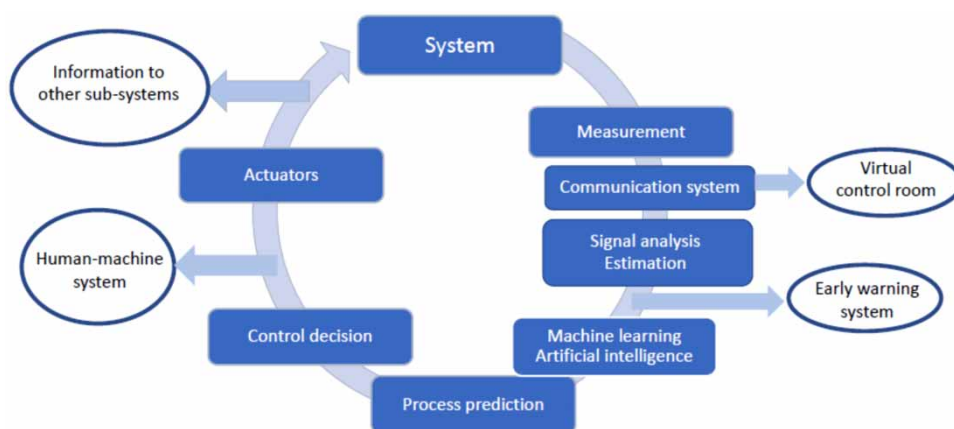 System
Information to
other sub-systems
Measurement
Actuators
Communication system
Virtual
control room
Signal analysis
Estimation
Human-machine
system
Early warning
system
Control decision
Machine learning
Artificial intelligence
Process prediction